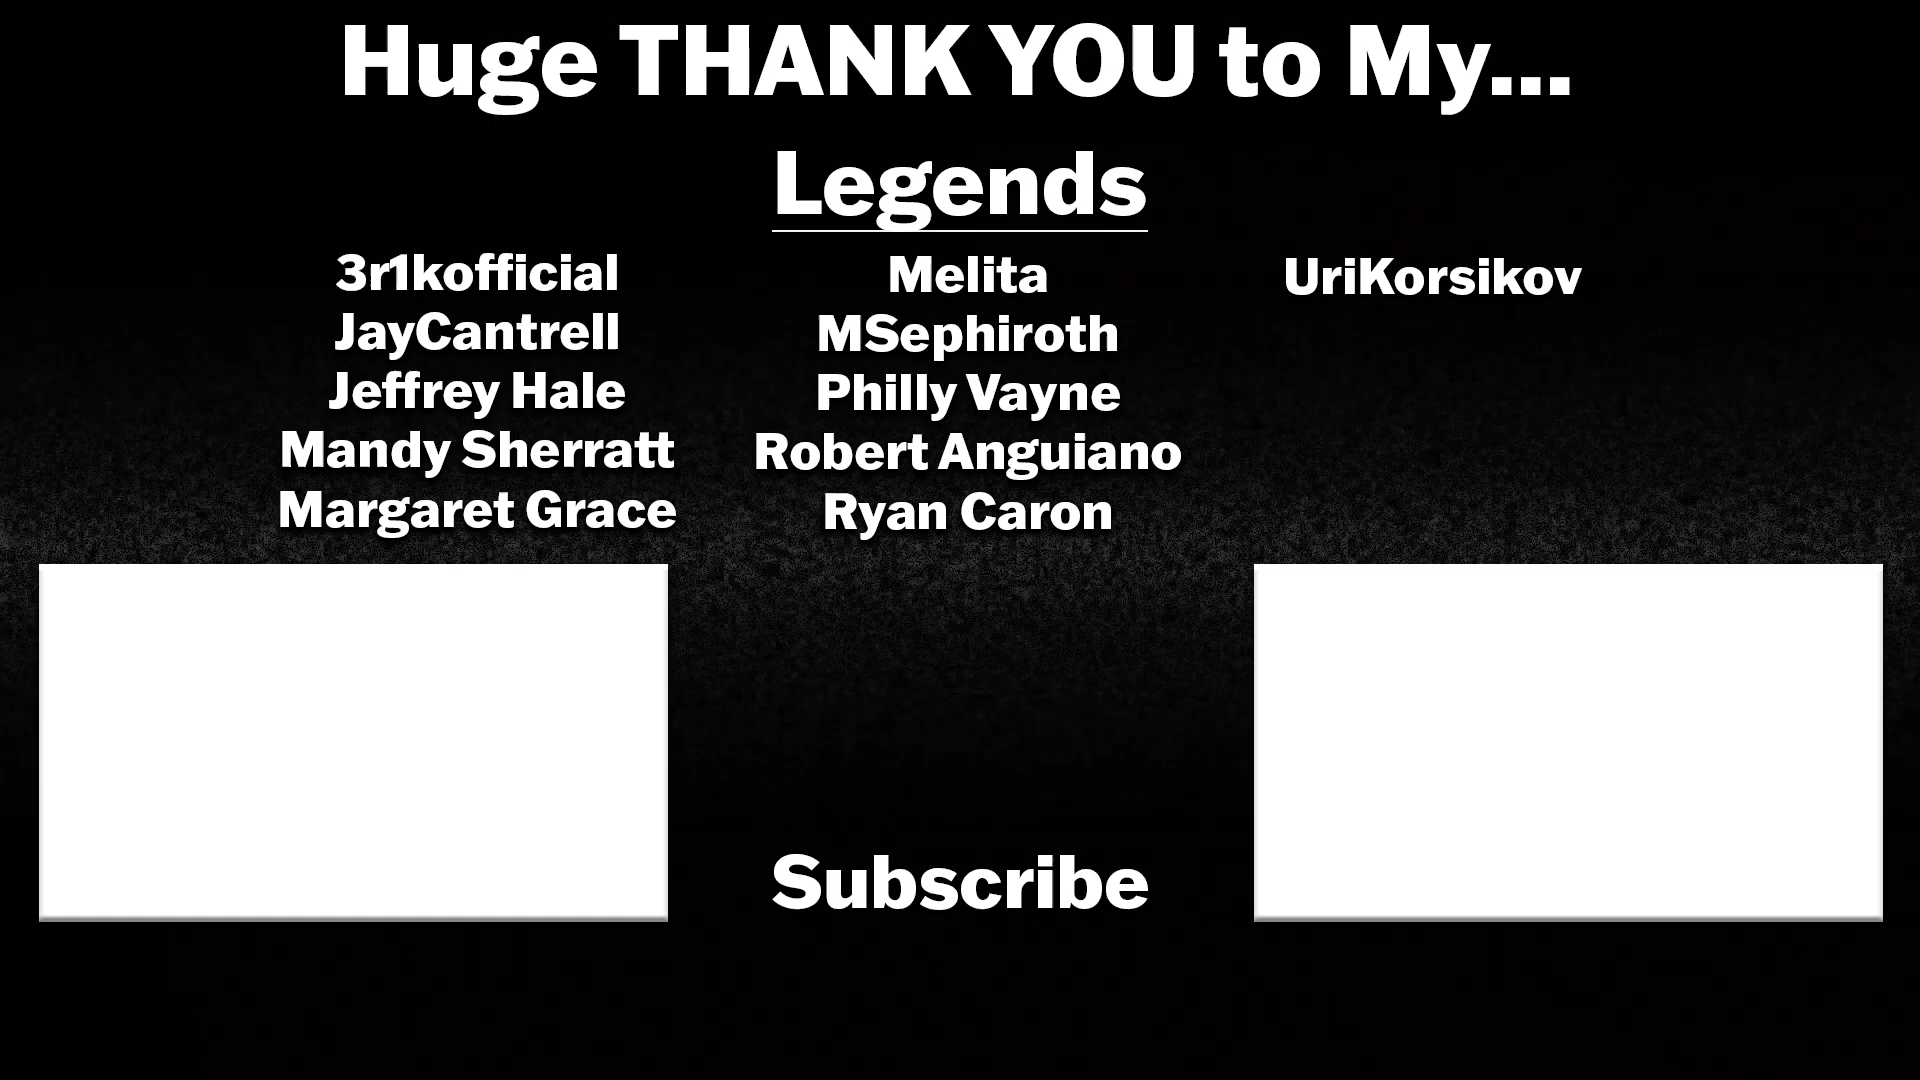 Huge THANK YOU to My...
Legends
3r1kofficial
JayCantrell
Jeffrey Hale
Mandy Sherratt
Margaret Grace
Melita
MSephiroth
Philly Vayne
Robert Anguiano
Ryan Caron
UriKorsikov
Subscribe